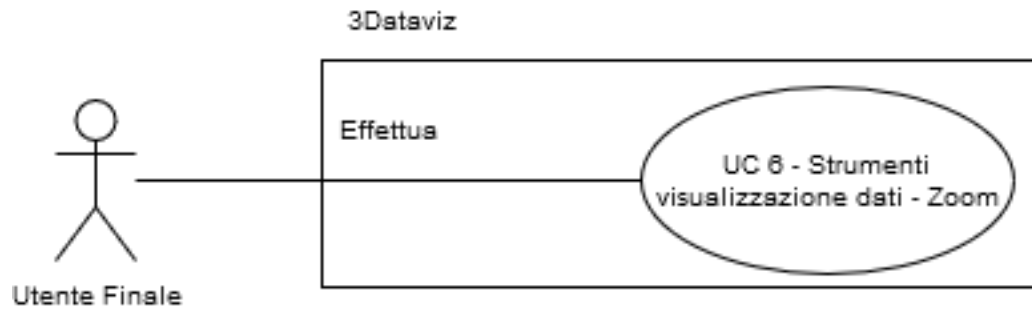 3Dataviz
Effettua
UC 6 - Strumenti
visualizzazione dati - Zoom
Utente Finale